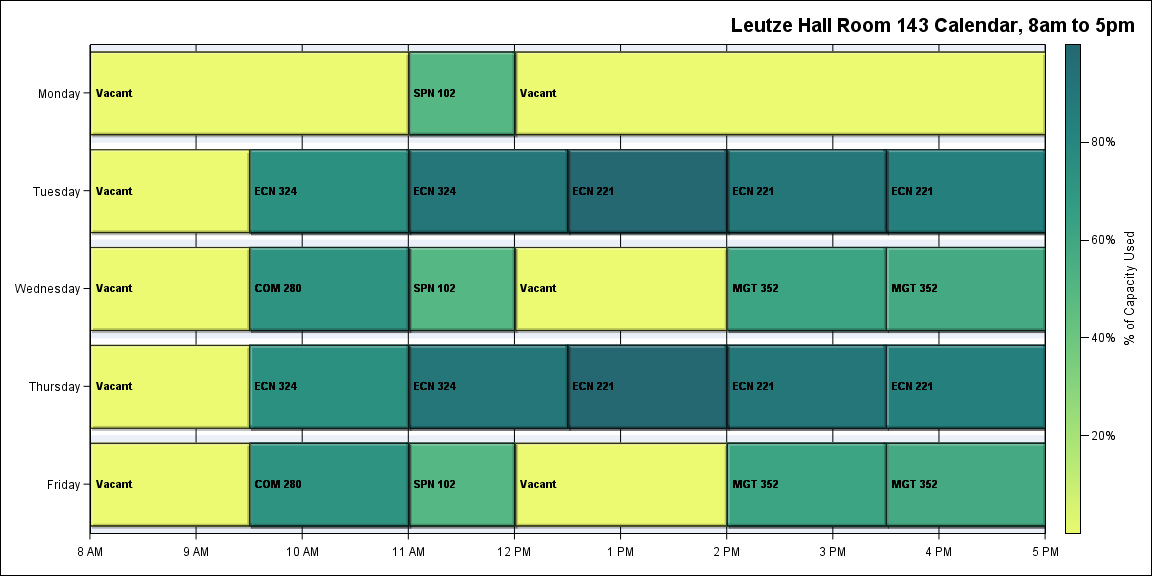 Leutze Hall Room 143 Calendar, 8am to 5pm
Monday
Vacant
SPN 102
Vacant
Tuesday
Vacant
ECN 324
ECN 324
ECN 221
ECN 221
ECN 221
Wednesday
Vacant
COM 280
SPN 102
Vacant
MGT 352
MGT 352
Thursday
Vacant
ECN 324
ECN 324
ECN 221
ECN 221
ECN 221
Friday
Vacant
COM 280
SPN 102
Vacant
MGT 352
MGT 352
8 AM
9 AM
10 AM
11 AM
12 PM
1 PM
2 PM
3 PM
4 PM
5 PM
80%
60%
40%
20%
% of Capacity Used